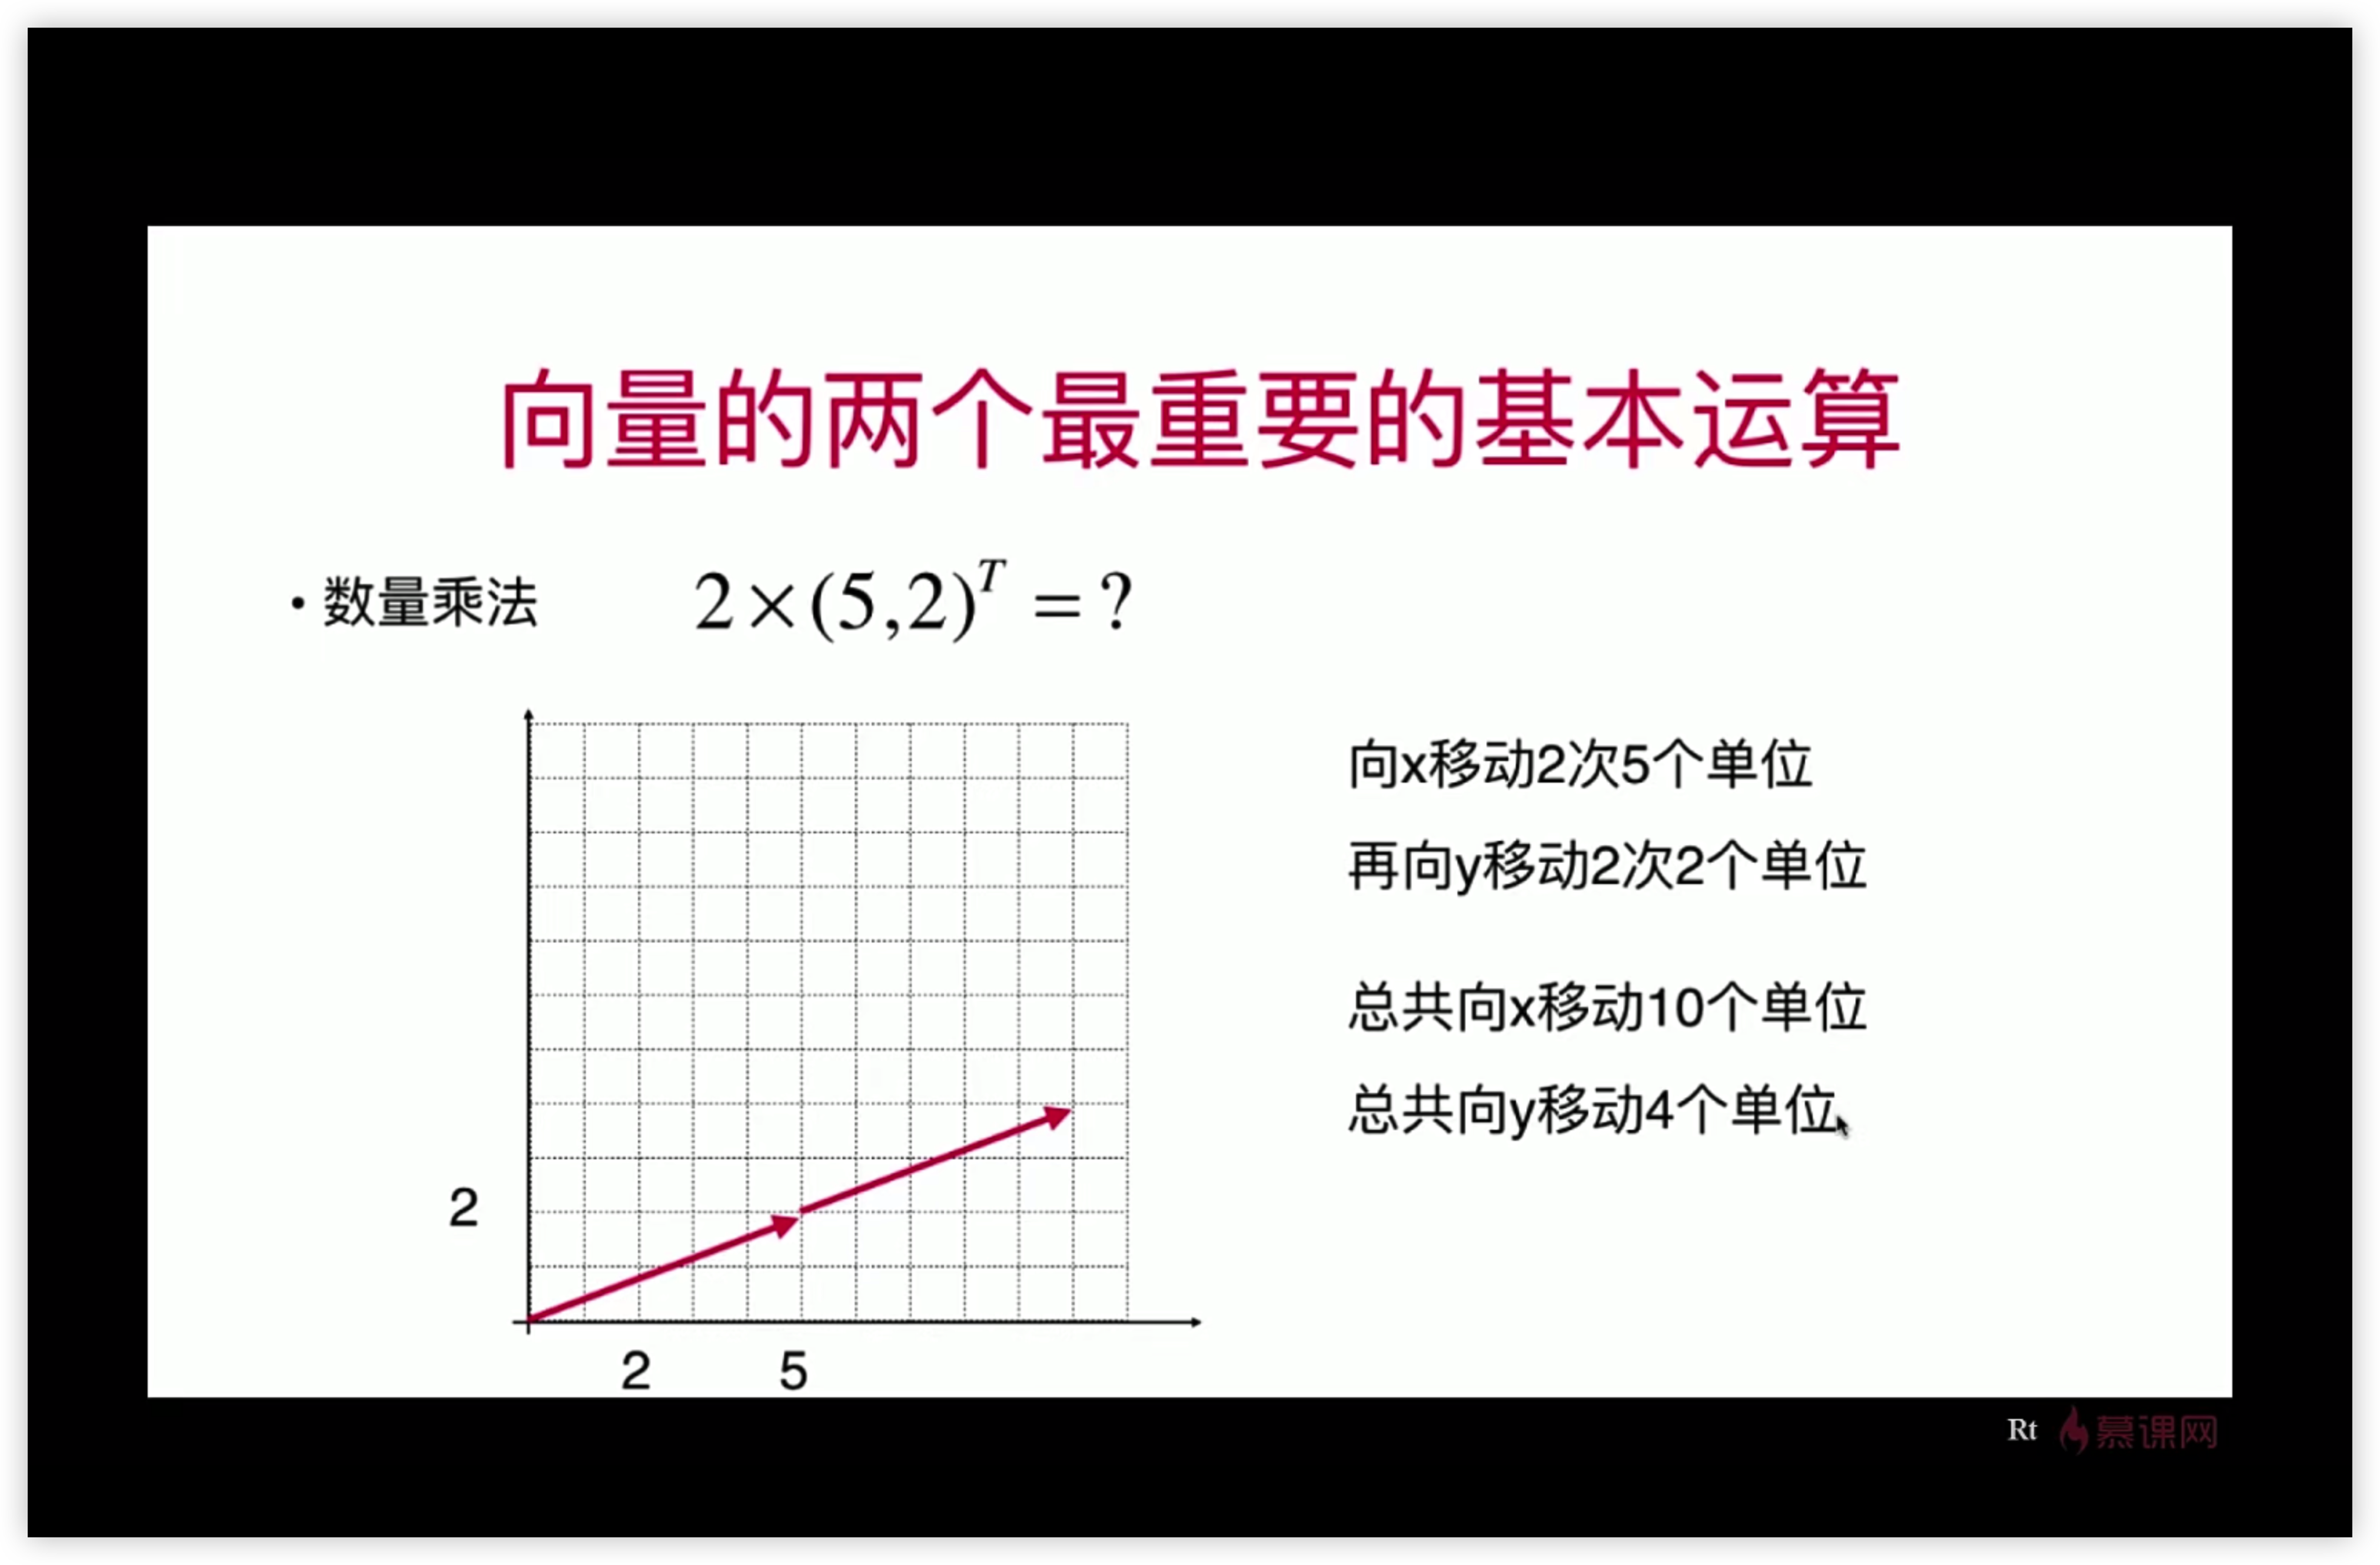 向量的两个最重要的基本运算
• 数量乘法 2×(5,2)ᵀ = ?
向x移动2次5个单位
再向y移动2次2个单位
总共向x移动10个单位
总共向y移动4个单位
2
2 5
Rt 慕课网